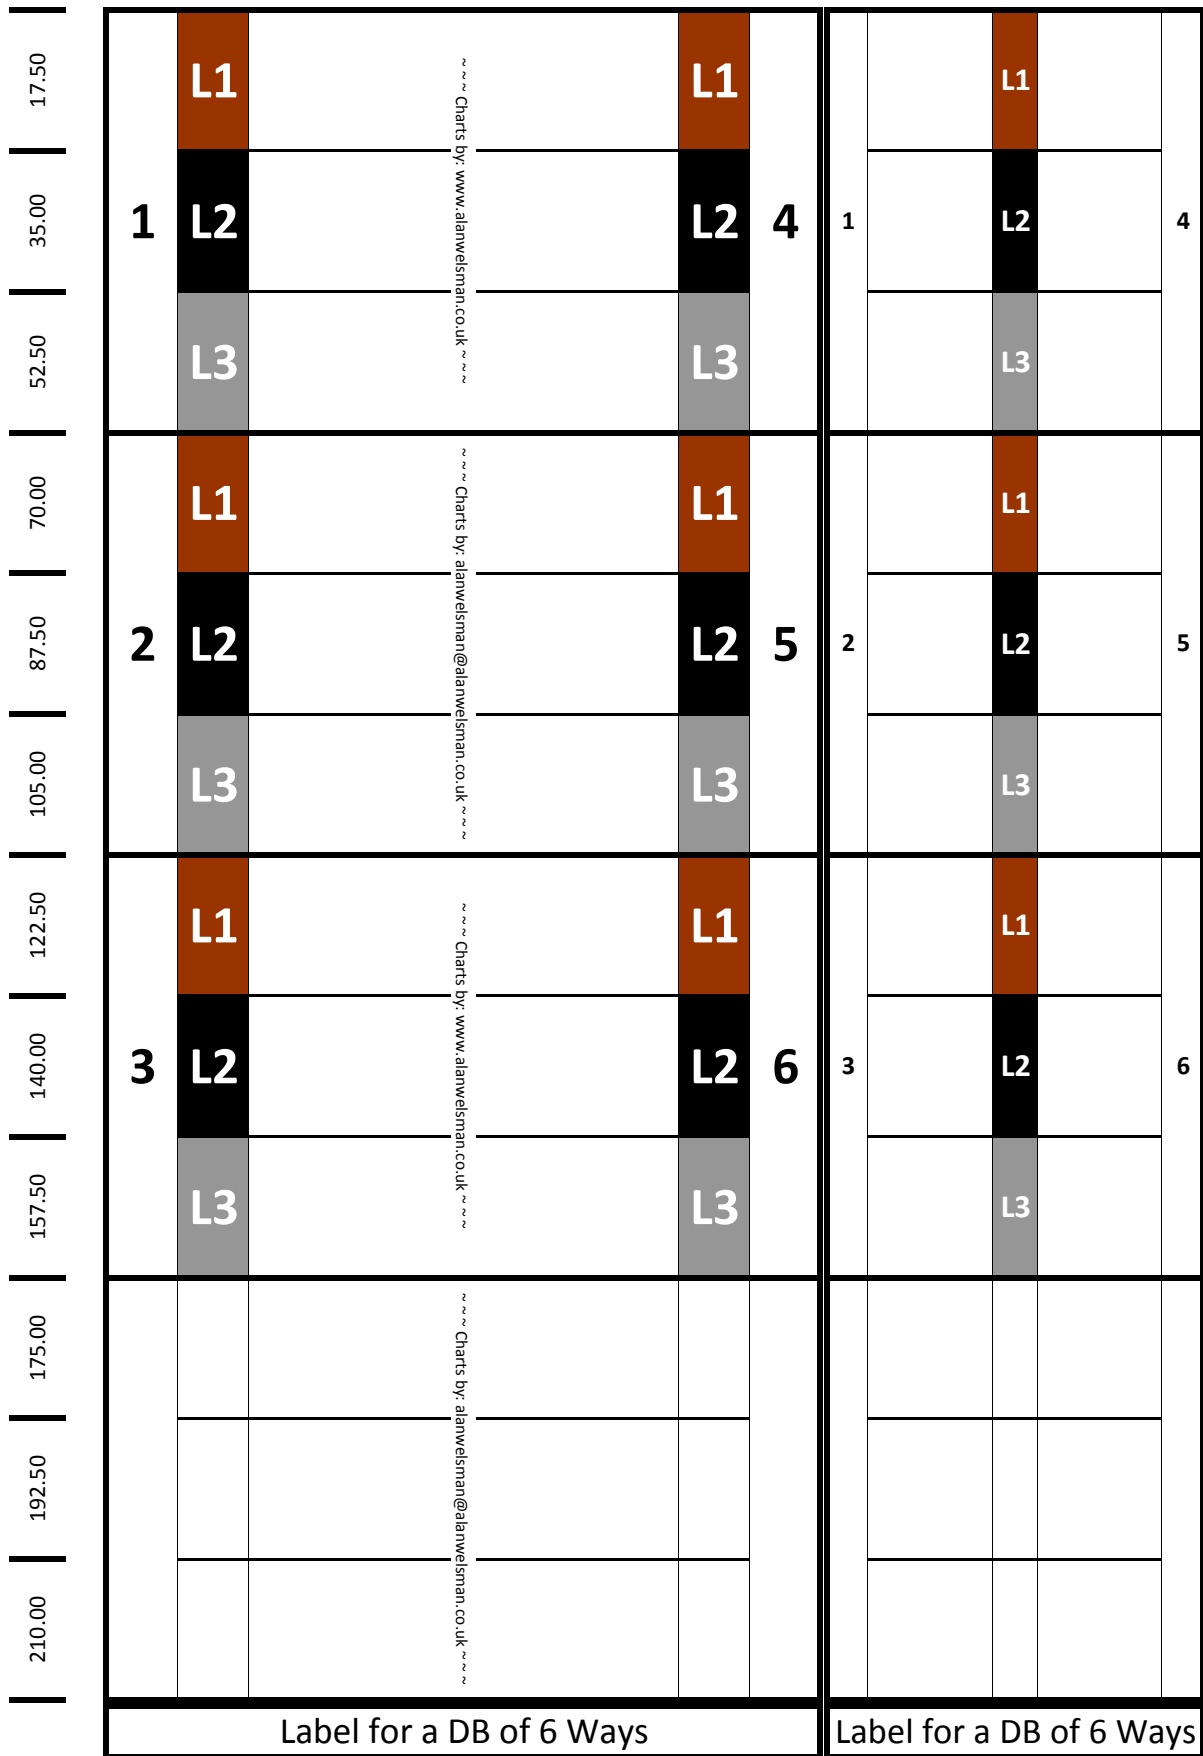 17.50
L1
L1
L1
35.00
1
L2
L2
4
1
L2
4
52.50
L3
L3
L3
~ ~ ~ Charts by: www.alanwelsman.co.uk ~ ~ ~
70.00
L1
L1
L1
87.50
2
L2
L2
5
2
L2
5
105.00
L3
L3
L3
~ ~ ~ Charts by: alanwelsman@alanwelsman.co.uk ~ ~ ~
122.50
L1
L1
L1
140.00
3
L2
L2
6
3
L2
6
157.50
L3
L3
L3
~ ~ ~ Charts by: www.alanwelsman.co.uk ~ ~ ~
175.00
192.50
210.00
~ ~ ~ Charts by: alanwelsman@alanwelsman.co.uk ~ ~ ~
Label for a DB of 6 Ways
Label for a DB of 6 Ways